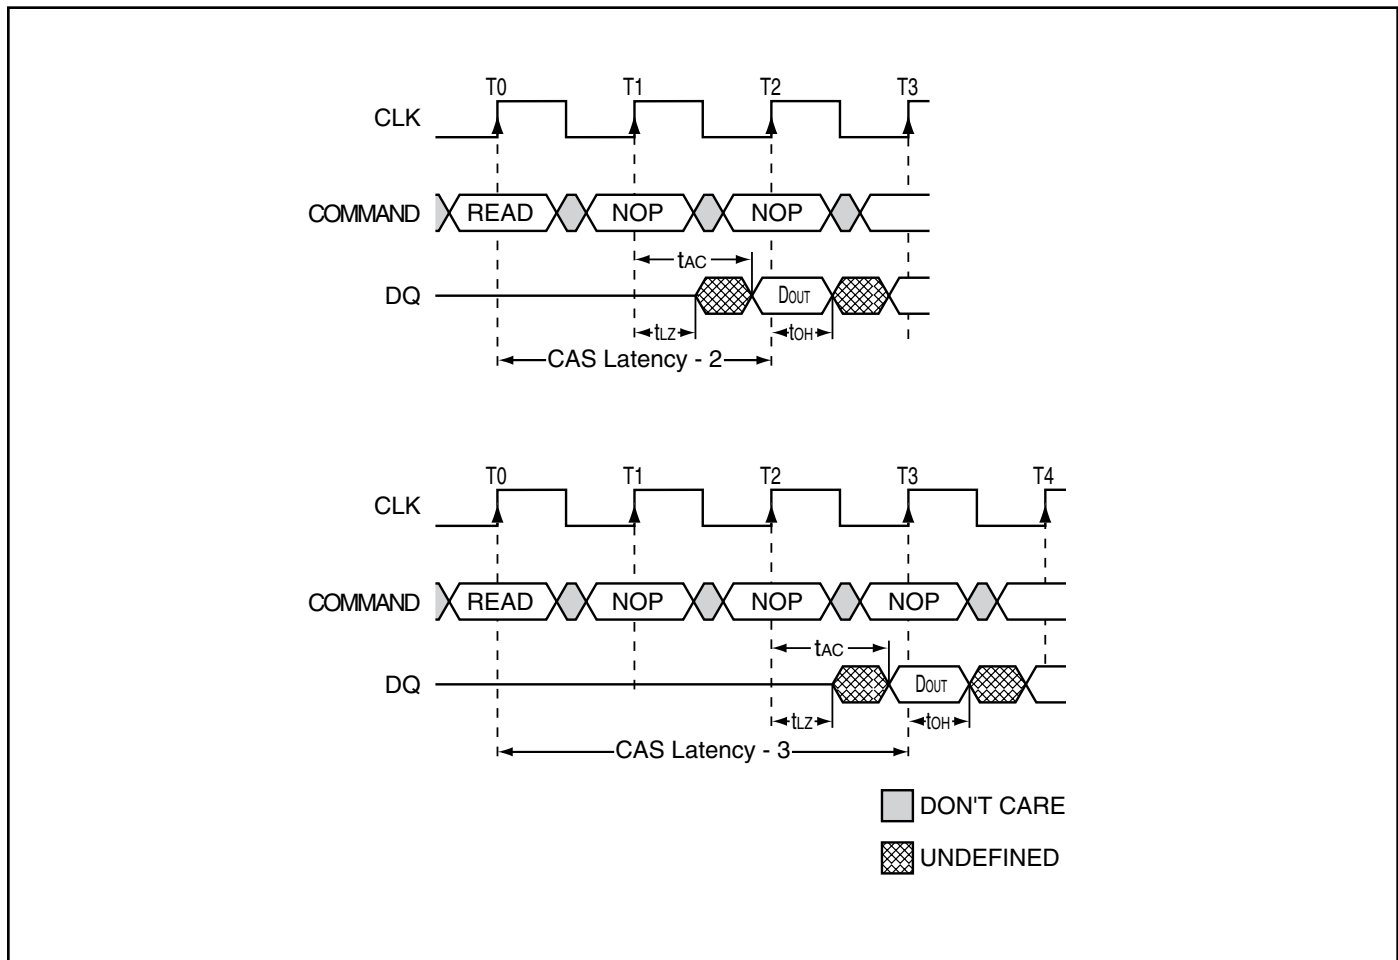 T0 T1 T2 T3
CLK
COMMAND READ NOP NOP
tAC
DQ DOUT
tLZ tOH
CAS Latency - 2
T0 T1 T2 T3 T4
CLK
COMMAND READ NOP NOP NOP
tAC
DQ DOUT
tLZ tOH
CAS Latency - 3
DON'T CARE
UNDEFINED